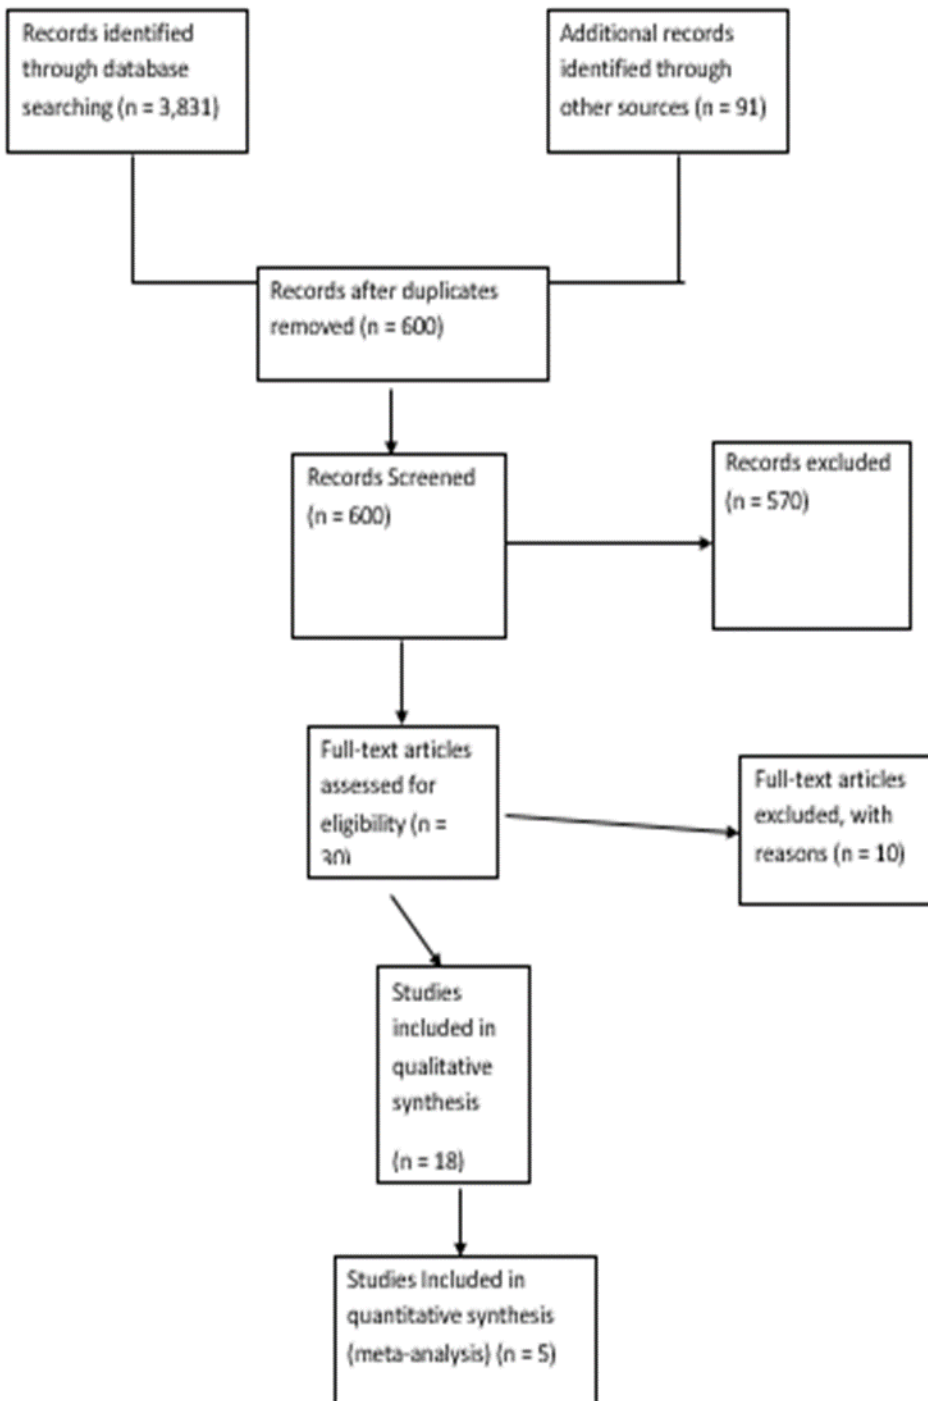 Records identified
through database
searching (n = 3,831)
Additional records
identified through
other sources (n = 91)
Records after duplicates
removed (n = 600)
Records Screened
(n = 600)
Records excluded
(n = 570)
Full-text articles
assessed for
eligibility (n =
30)
Full-text articles
excluded, with
reasons (n = 10)
Studies
included in
qualitative
synthesis
(n = 18)
Studies Included in
quantitative synthesis
(meta-analysis) (n = 5)